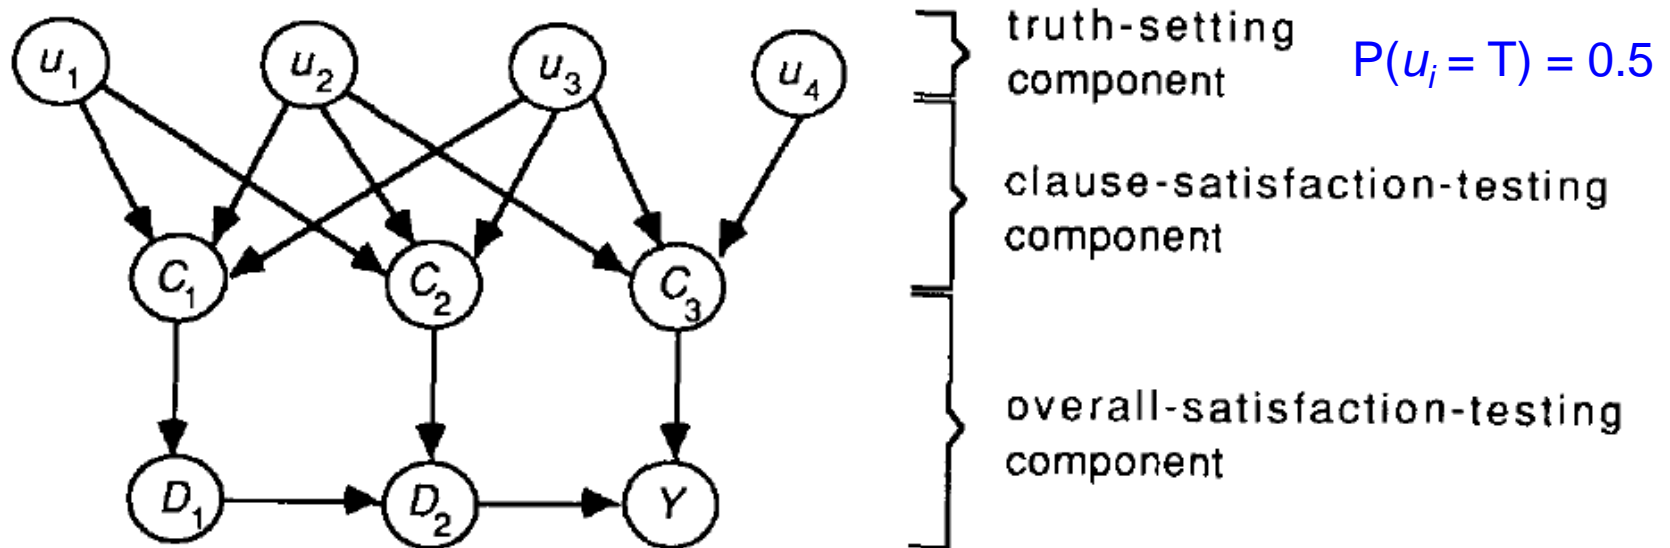 u1 u2 u3 u4
truth-setting
component
P(ui = T) = 0.5
C1 C2 C3
clause-satisfaction-testing
component
D1 D2 Y
overall-satisfaction-testing
component